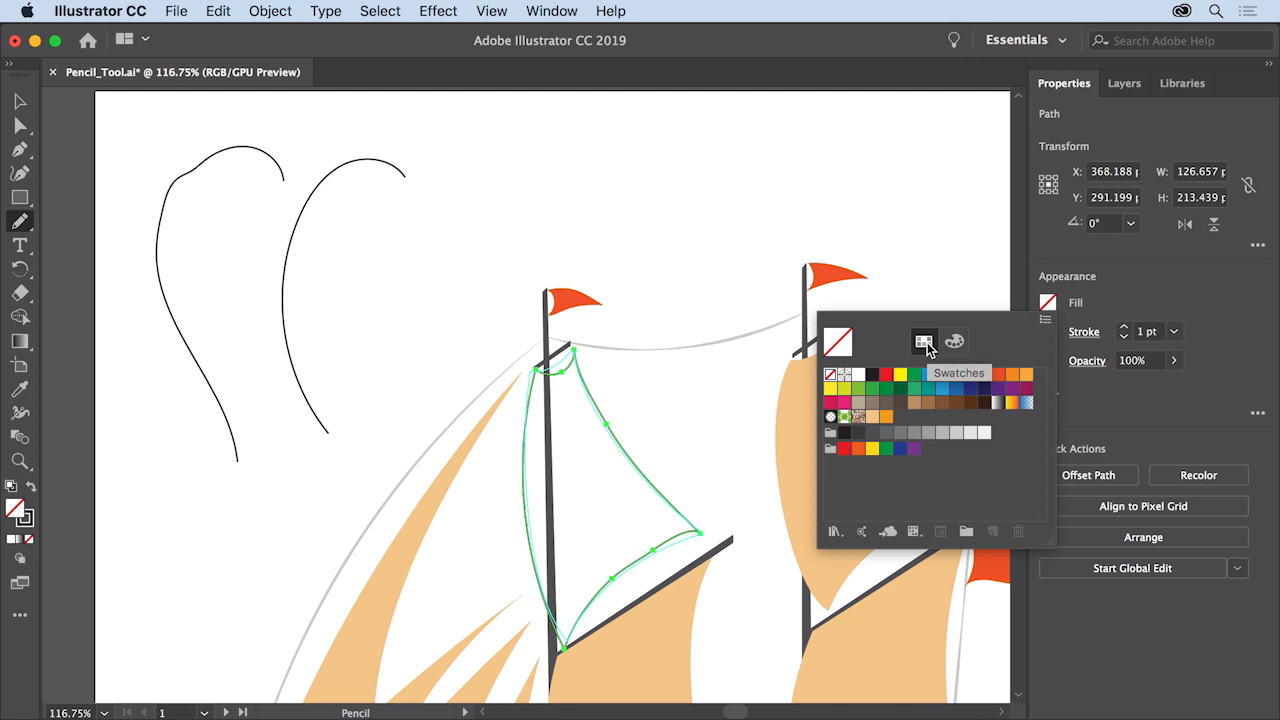 Illustrator CC File Edit Object Type Select Effect View Window Help
Adobe Illustrator CC 2019
Essentials
Search Adobe Help
Pencil_Tool.ai* @ 116.75% (RGB/GPU Preview)
Properties Layers Libraries
Path
Transform
X: 368.188 p W: 126.657 p
Y: 291.199 p H: 213.439 p
0°
Appearance
Fill
Stroke 1 pt
Opacity 100%
Swatches
ck Actions
Offset Path Recolor
Align to Pixel Grid
Arrange
Start Global Edit
116.75% 1 Pencil